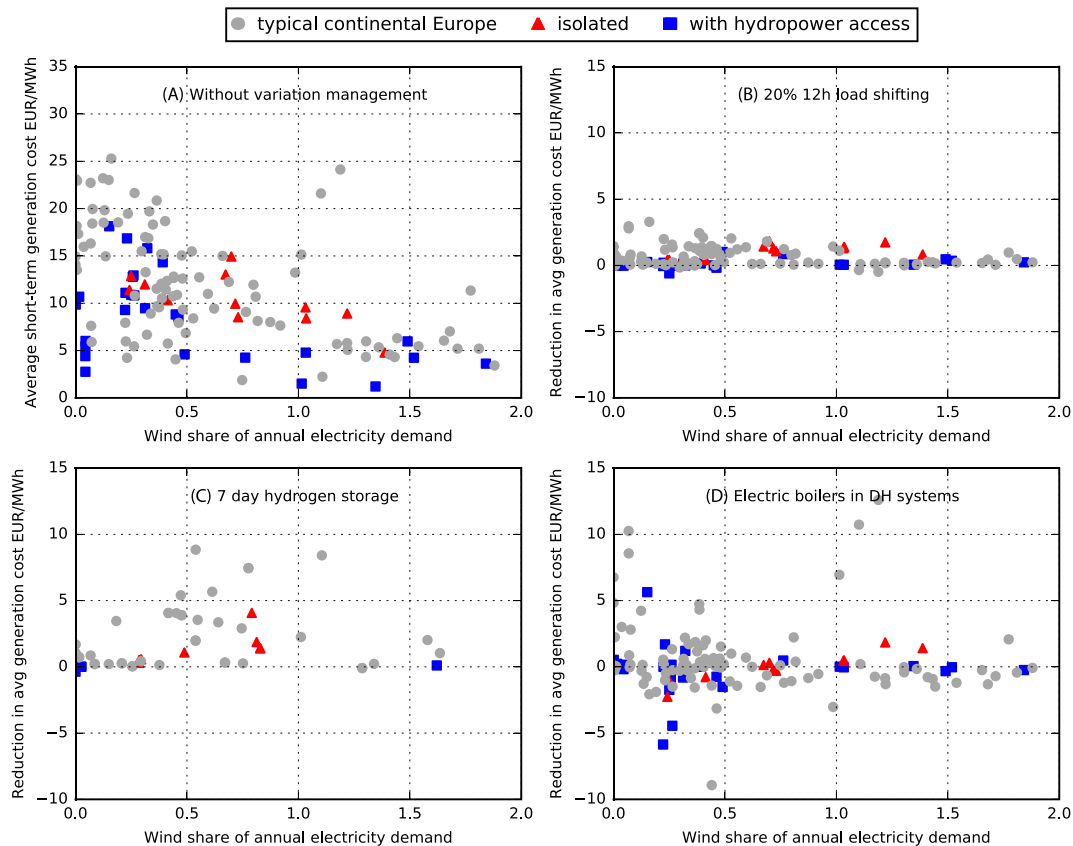 typical continental Europe isolated with hydropower access
(A) Without variation management
Average short-term generation cost EUR/MWh
35
30
25
20
15
10
5
0
0.0 0.5 1.0 1.5 2.0
Wind share of annual electricity demand
(B) 20% 12h load shifting
Reduction in avg generation cost EUR/MWh
15
10
5
0
−5
−10
0.0 0.5 1.0 1.5 2.0
Wind share of annual electricity demand
(C) 7 day hydrogen storage
Reduction in avg generation cost EUR/MWh
15
10
5
0
−5
−10
0.0 0.5 1.0 1.5 2.0
Wind share of annual electricity demand
(D) Electric boilers in DH systems
Reduction in avg generation cost EUR/MWh
15
10
5
0
−5
−10
0.0 0.5 1.0 1.5 2.0
Wind share of annual electricity demand